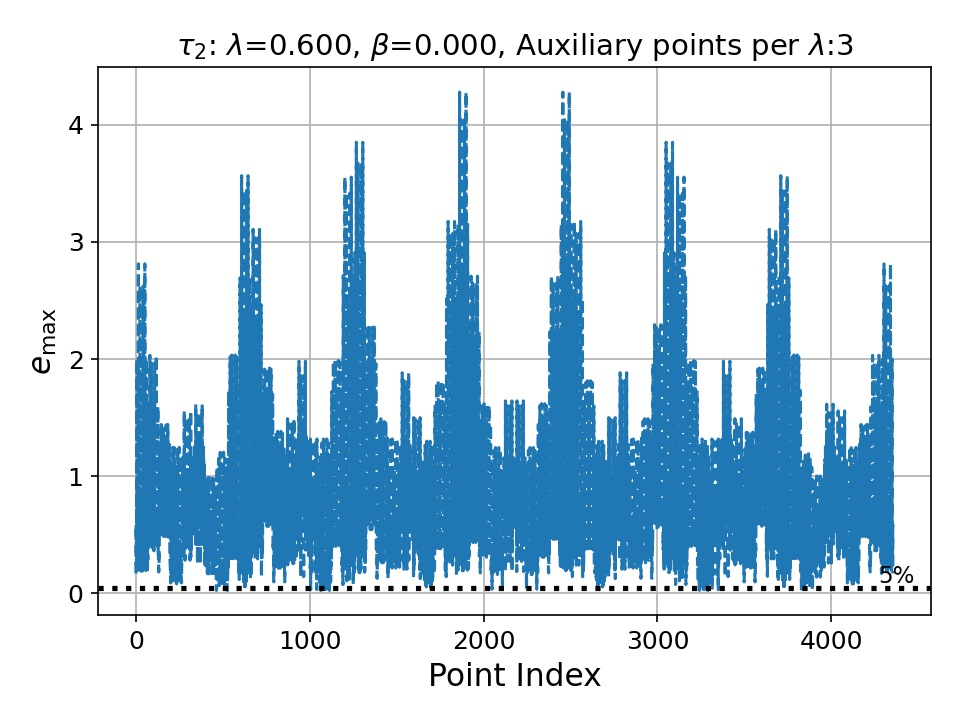 τ₂: λ=0.600, β=0.000, Auxiliary points per λ:3
4
3
2
1
0
e_max
5%
0 1000 2000 3000 4000
Point Index